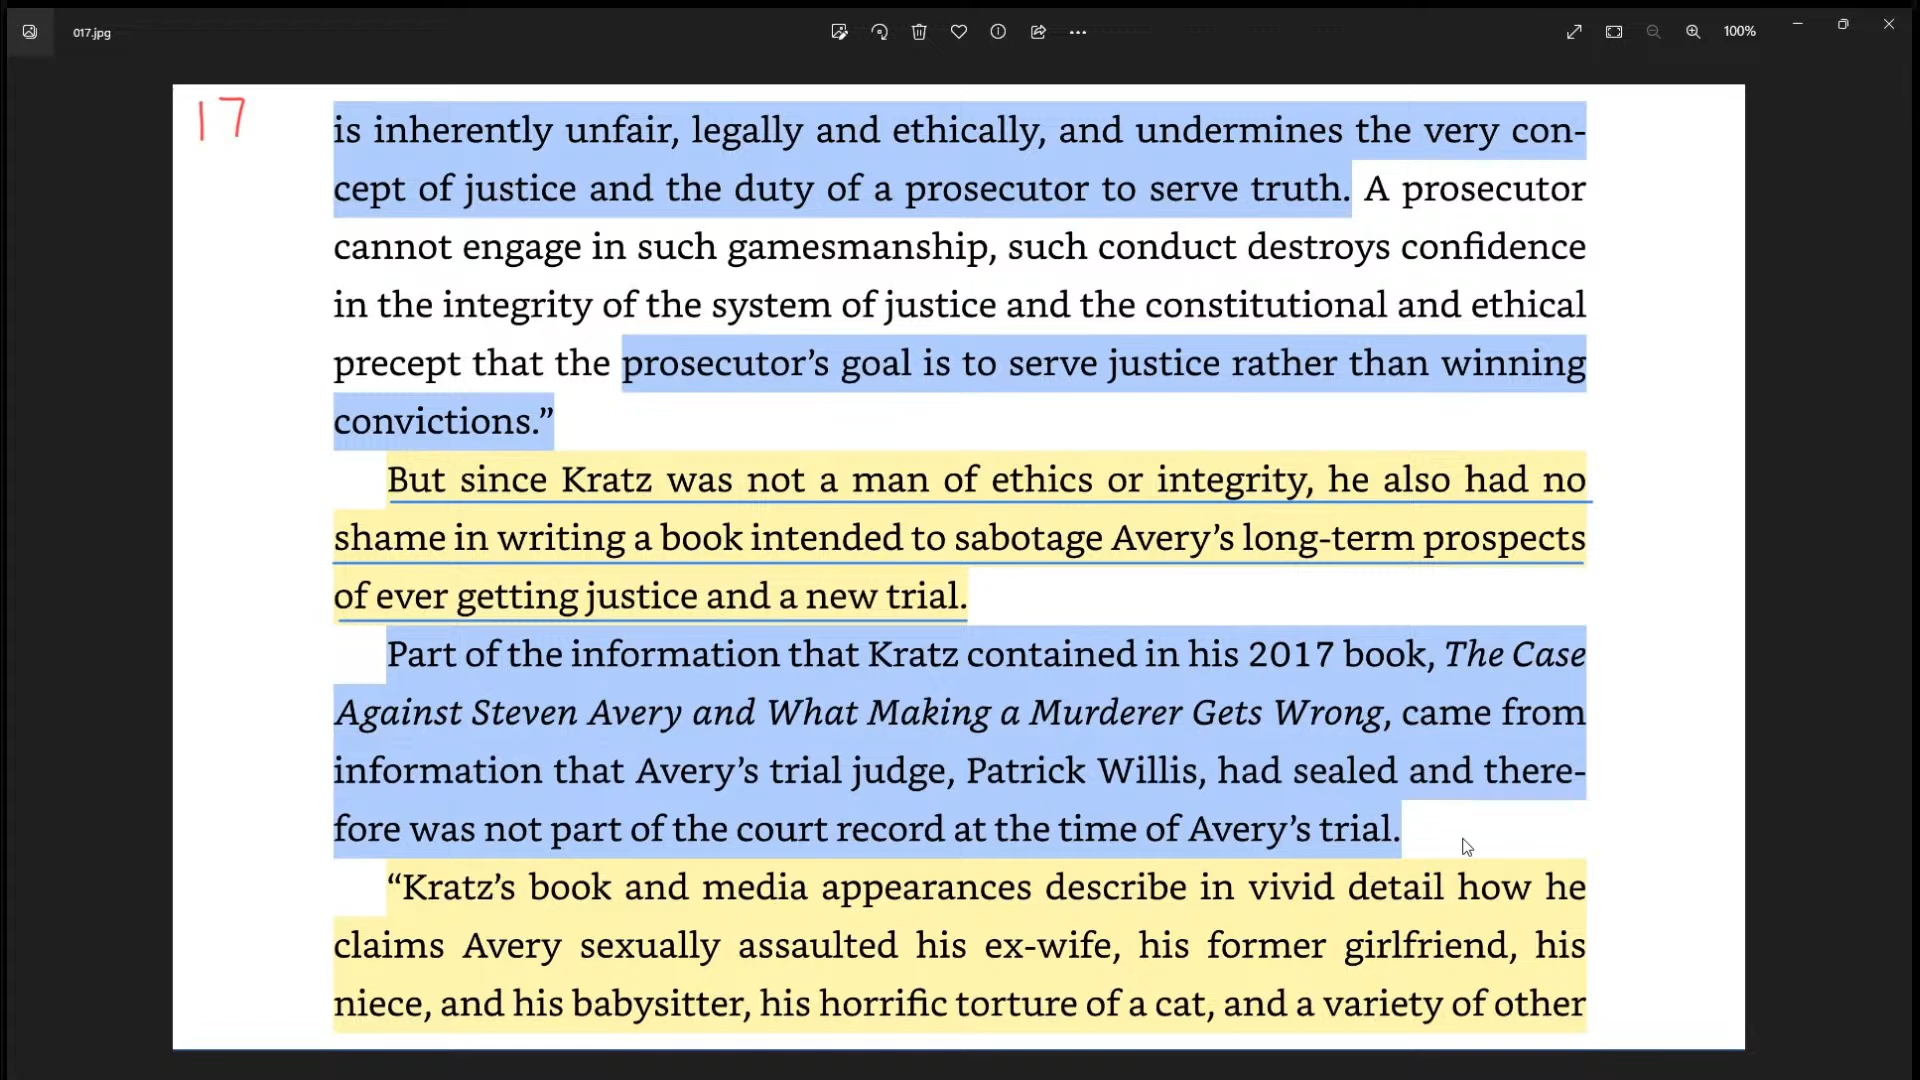 017.jpg
100%
17
is inherently unfair, legally and ethically, and undermines the very con-
cept of justice and the duty of a prosecutor to serve truth. A prosecutor
cannot engage in such gamesmanship, such conduct destroys confidence
in the integrity of the system of justice and the constitutional and ethical
precept that the prosecutor’s goal is to serve justice rather than winning
convictions.”
But since Kratz was not a man of ethics or integrity, he also had no
shame in writing a book intended to sabotage Avery’s long-term prospects
of ever getting justice and a new trial.
Part of the information that Kratz contained in his 2017 book, The Case
Against Steven Avery and What Making a Murderer Gets Wrong, came from
information that Avery’s trial judge, Patrick Willis, had sealed and there-
fore was not part of the court record at the time of Avery’s trial.
“Kratz’s book and media appearances describe in vivid detail how he
claims Avery sexually assaulted his ex-wife, his former girlfriend, his
niece, and his babysitter, his horrific torture of a cat, and a variety of other